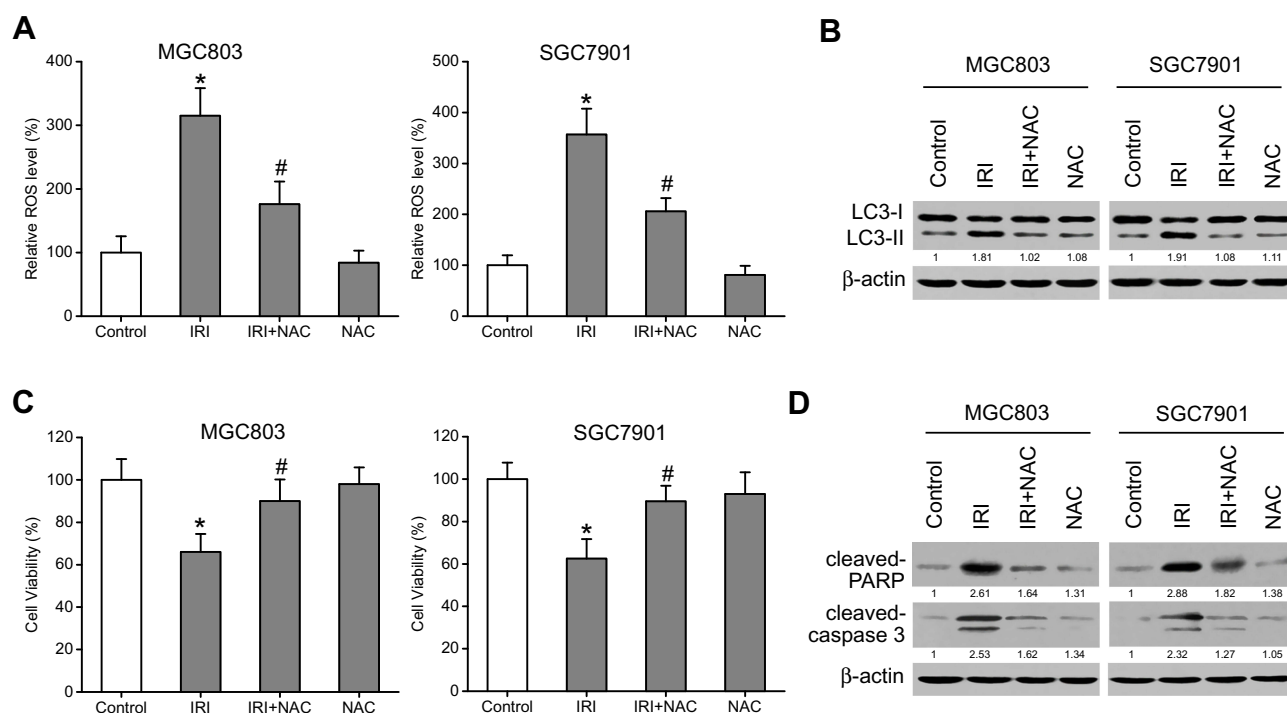 A
MGC803
Relative ROS level (%)
400
300
200
100
0
*
#
Control IRI IRI+NAC NAC
SGC7901
Relative ROS level (%)
500
400
300
200
100
0
*
#
Control IRI IRI+NAC NAC
B
MGC803 SGC7901
Control IRI IRI+NAC NAC Control IRI IRI+NAC NAC
LC3-I
LC3-II
1 1.81 1.02 1.08 1 1.91 1.08 1.11
β-actin
C
MGC803
Cell Viability (%)
120
100
80
60
40
20
0
*
#
Control IRI IRI+NAC NAC
SGC7901
Cell Viability (%)
120
100
80
60
40
20
0
*
#
Control IRI IRI+NAC NAC
D
MGC803 SGC7901
Control IRI IRI+NAC NAC Control IRI IRI+NAC NAC
cleaved-
PARP
1 2.61 1.64 1.31 1 2.88 1.82 1.38
cleaved-
caspase 3
1 2.53 1.62 1.34 1 2.32 1.27 1.05
β-actin